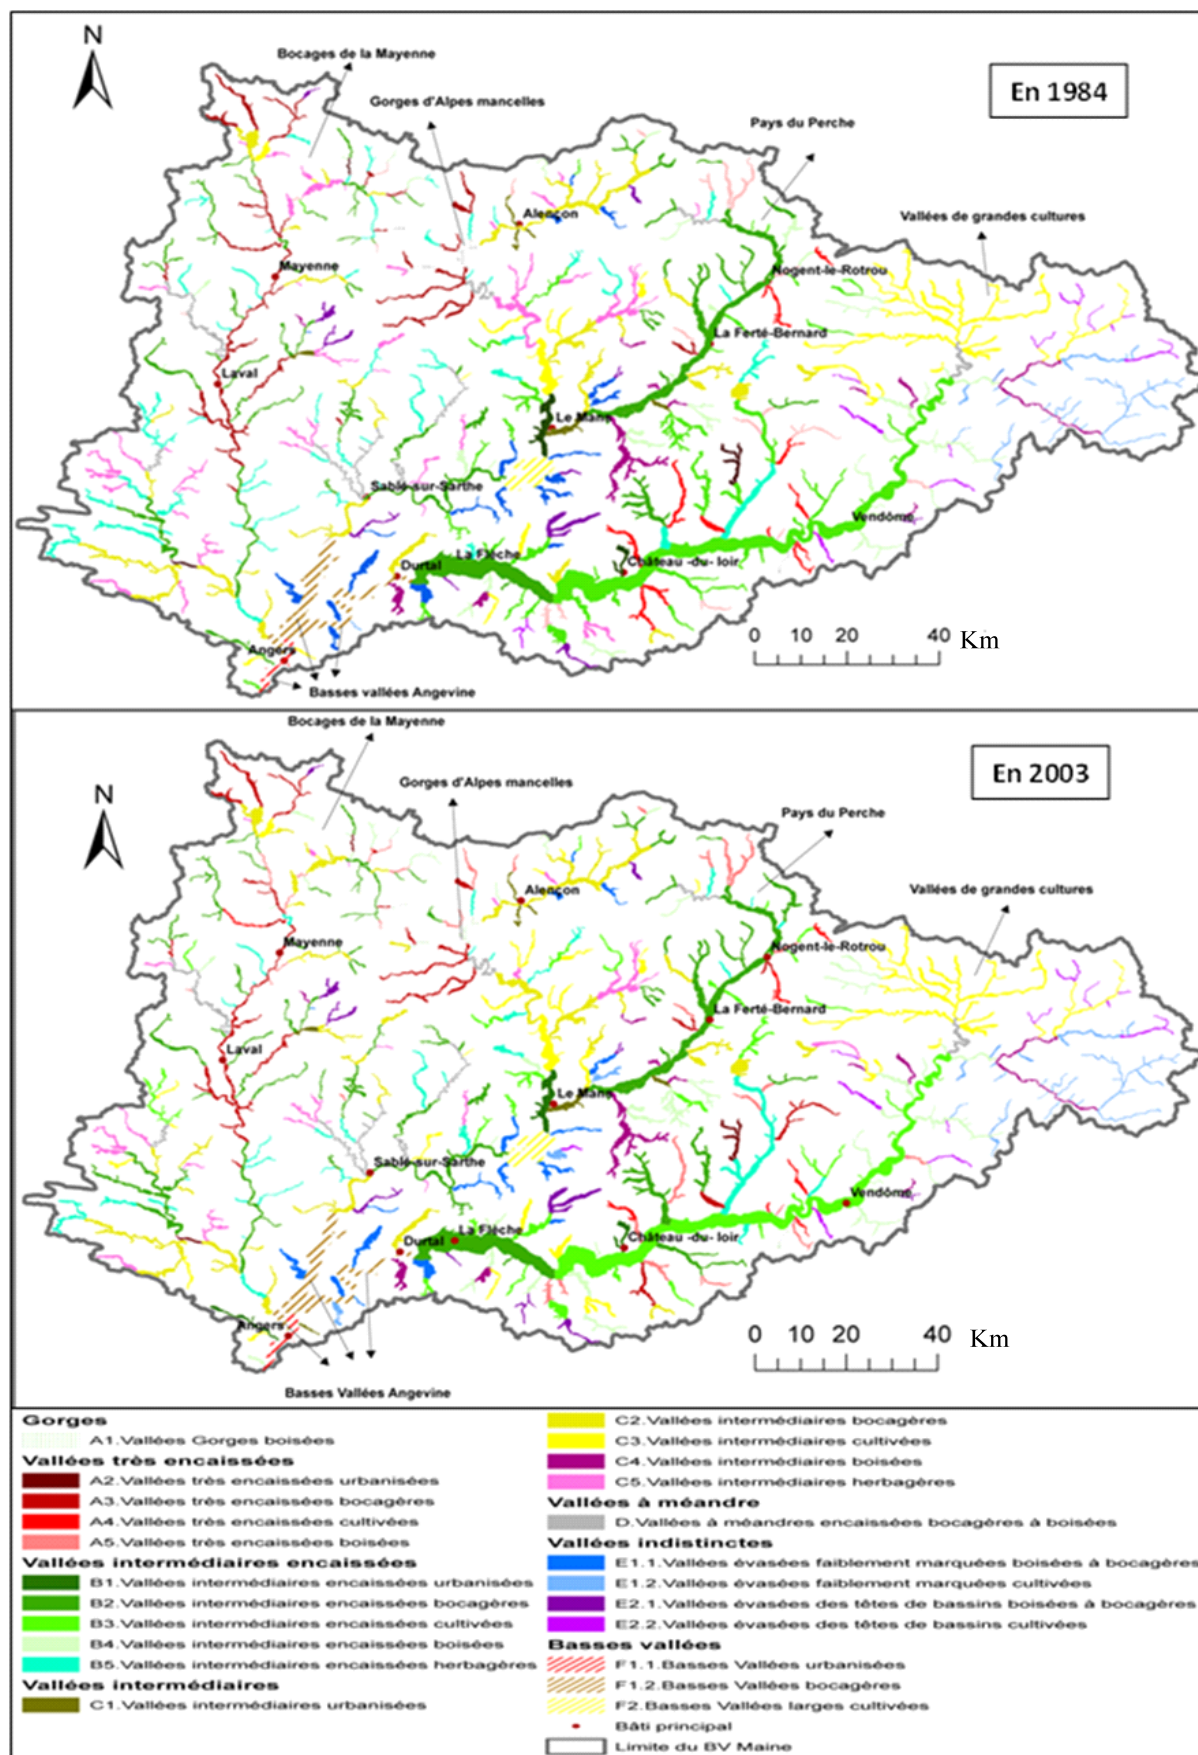 N
En 1984
Bocages de la Mayenne
Gorges d'Alpes mancelles
Pays du Perche
Vallées de grandes cultures
Alençon
Mayenne
Nogent-le-Rotrou
La Ferté-Bernard
Laval
Le Mans
Sablé-sur-Sarthe
Vendôme
La Flèche
Durtal
Château -du- loir
Angers
Basses vallées Angevine
0 10 20 40 Km
Bocages de la Mayenne
En 2003
N
Gorges d'Alpes mancelles
Pays du Perche
Vallées de grandes cultures
Alençon
Mayenne
Nogent-le-Rotrou
La Ferté-Bernard
Laval
Le Mans
Sablé-sur-Sarthe
Vendôme
La Flèche
Durtal
Château -du- loir
Angers
0 10 20 40 Km
Basses Vallées Angevine
Gorges
A1.Vallées Gorges boisées
Vallées très encaissées
A2.Vallées très encaissées urbanisées
A3.Vallées très encaissées bocagères
A4.Vallées très encaissées cultivées
A5.Vallées très encaissées boisées
Vallées intermédiaires encaissées
B1.Vallées intermédiaires encaissées urbanisées
B2.Vallées intermédiaires encaissées bocagères
B3.Vallées intermédiaires encaissées cultivées
B4.Vallées intermédiaires encaissées boisées
B5.Vallées intermédiaires encaissées herbagères
Vallées intermédiaires
C1.Vallées intermédiaires urbanisées
C2.Vallées intermédiaires bocagères
C3.Vallées intermédiaires cultivées
C4.Vallées intermédiaires boisées
C5.Vallées intermédiaires herbagères
Vallées à méandre
D.Vallées à méandres encaissées bocagères à boisées
Vallées indistinctes
E1.1.Vallées évasées faiblement marquées boisées à bocagères
E1.2.Vallées évasées faiblement marquées cultivées
E2.1.Vallées évasées des têtes de bassins boisées à bocagères
E2.2.Vallées évasées des têtes de bassins cultivées
Basses vallées
F1.1.Basses Vallées urbanisées
F1.2.Basses Vallées bocagères
F2.Basses Vallées larges cultivées
Bâti principal
Limite du BV Maine